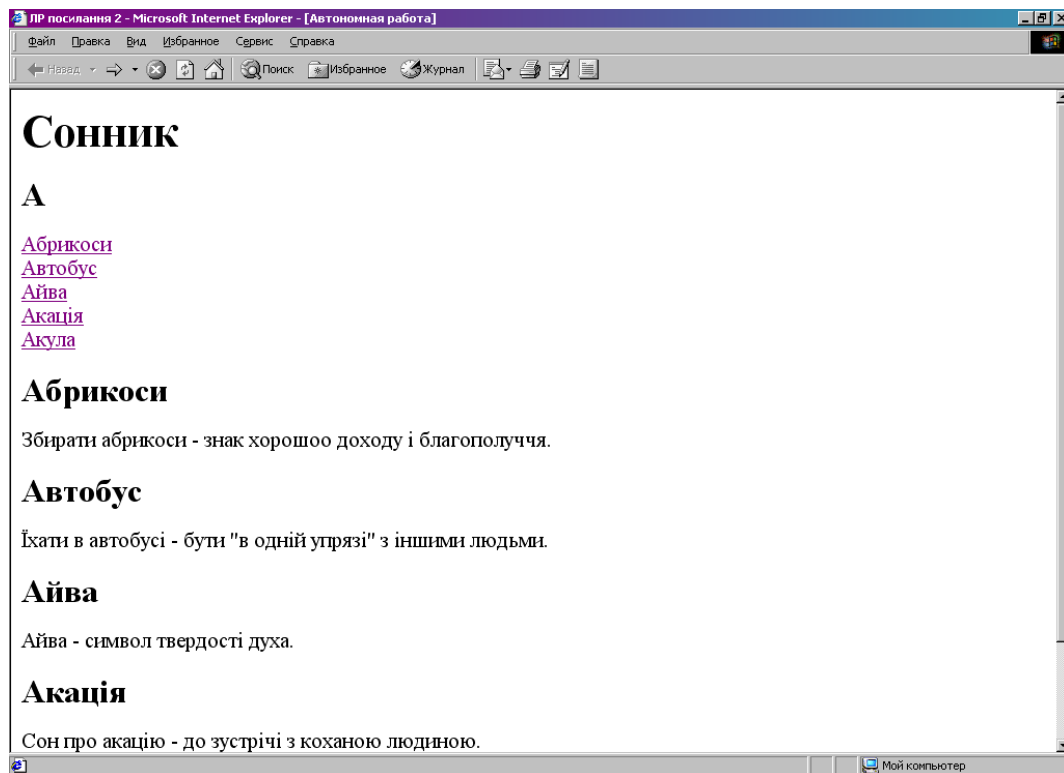 ЛР посилання 2 - Microsoft Internet Explorer - [Автономная работа]
Файл Правка Вид Избранное Сервис Справка
Назад Поиск Избранное Журнал
Сонник
А
Абрикоси
Автобус
Айва
Акація
Акула
Абрикоси
Збирати абрикоси - знак хорошоо доходу і благополуччя.
Автобус
Їхати в автобусі - бути "в одній упрязі" з іншими людьми.
Айва
Айва - символ твердості духа.
Акація
Сон про акацію - до зустрічі з коханою людиною.
Мой компьютер